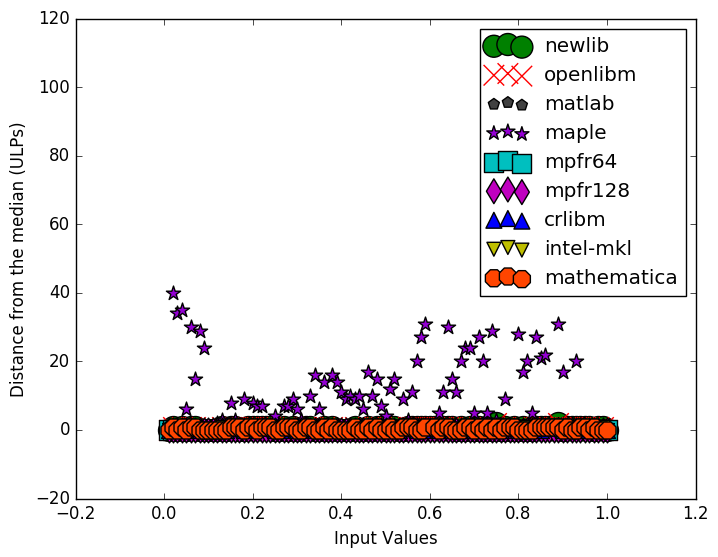 120
100
80
60
40
20
0
−20
−0.2
0.0
0.2
0.4
0.6
0.8
1.0
1.2
Input Values
Distance from the median (ULPs)
newlib
openlibm
matlab
maple
mpfr64
mpfr128
crlibm
intel-mkl
mathematica